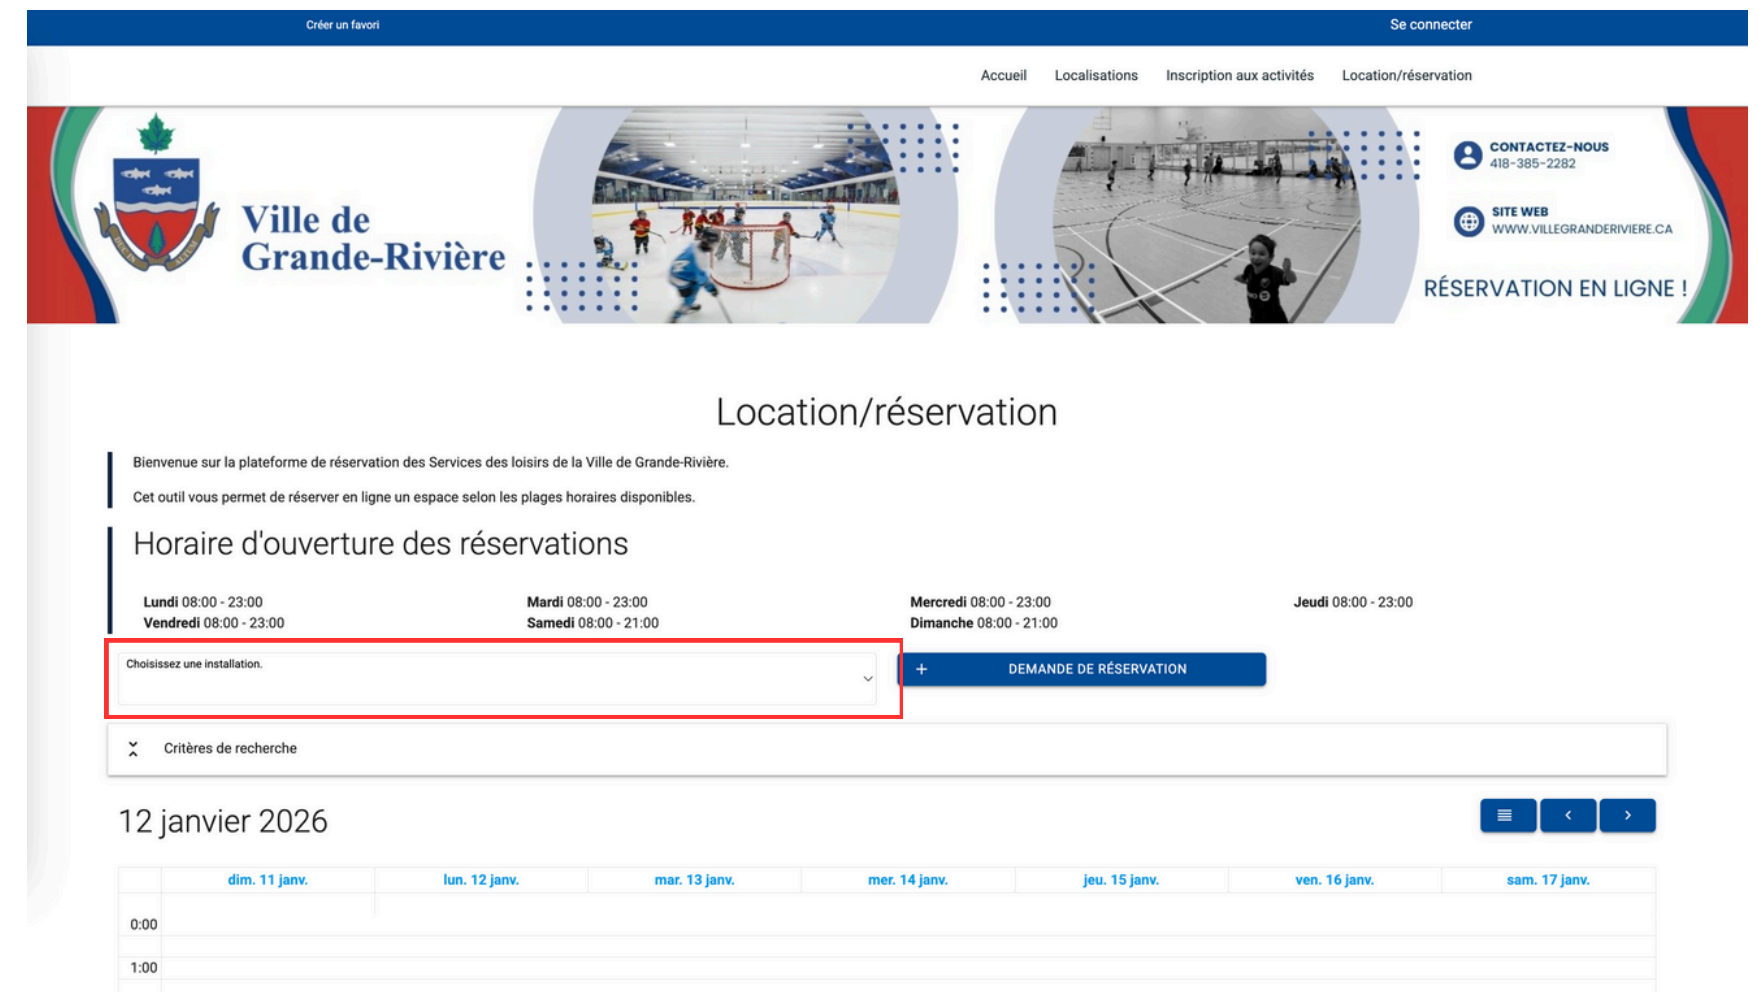 Créer un favori
Se connecter
Accueil Localisations Inscription aux activités Location/réservation
Ville de
Grande-Rivière
CONTACTEZ-NOUS
418-385-2282
SITE WEB
WWW.VILLEGRANDERIVIERE.CA
RÉSERVATION EN LIGNE !
Location/réservation
Bienvenue sur la plateforme de réservation des Services des loisirs de la Ville de Grande-Rivière.
Cet outil vous permet de réserver en ligne un espace selon les plages horaires disponibles.
Horaire d'ouverture des réservations
Lundi 08:00 - 23:00 Mardi 08:00 - 23:00 Mercredi 08:00 - 23:00 Jeudi 08:00 - 23:00
Vendredi 08:00 - 23:00 Samedi 08:00 - 21:00 Dimanche 08:00 - 21:00
Choisissez une installation.
+ DEMANDE DE RÉSERVATION
Critères de recherche
12 janvier 2026
dim. 11 janv. lun. 12 janv. mar. 13 janv. mer. 14 janv. jeu. 15 janv. ven. 16 janv. sam. 17 janv.
0:00
1:00